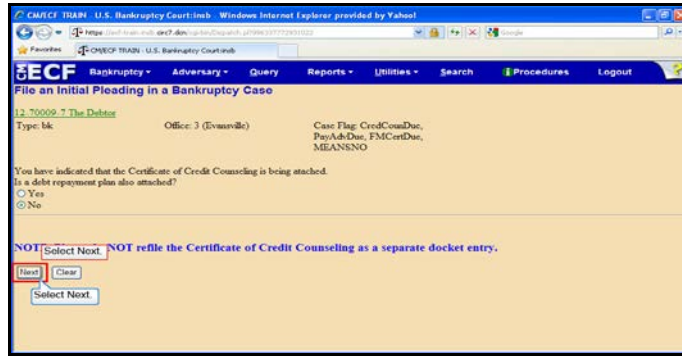 CM/ECF TRAIN - U.S. Bankruptcy Court:insb - Windows Internet Explorer provided by Yahoo!
Google
Favorites CM/ECF TRAIN - U.S. Bankruptcy Court:insb
ECF Bankruptcy Adversary Query Reports Utilities Search Procedures Logout
File an Initial Pleading in a Bankruptcy Case
12-70009-7 The Debtor
Type: bk Office: 3 (Evansville) Case Flag: CredCounDue,
PayAdvDue, FMCertDue,
MEANSNO
You have indicated that the Certificate of Credit Counseling is being atached.
Is a debt repayment plan also attached?
Yes
No
NOT refile the Certificate of Credit Counseling as a separate docket entry.
Select Next.
Next Clear
Select Next.